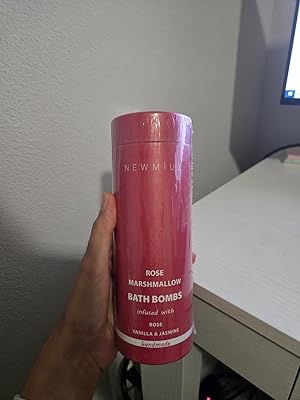 NEWMIUZ
ROSE
MARSHMALLOW
BATH BOMBS
infused with
ROSE
VANILLA & JASMINE
handmade